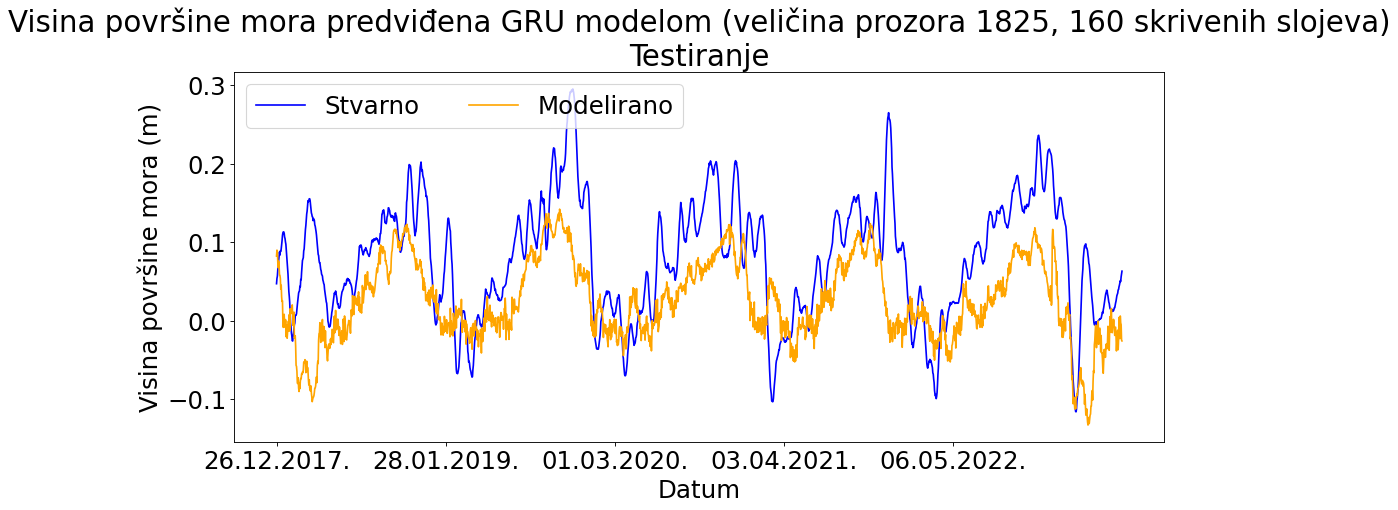 Visina površine mora predviđena GRU modelom (veličina prozora 1825, 160 skrivenih slojeva)
Testiranje
Stvarno
Modelirano
Visina površine mora (m)
0.3
0.2
0.1
0.0
−0.1
26.12.2017.
28.01.2019.
01.03.2020.
03.04.2021.
06.05.2022.
Datum